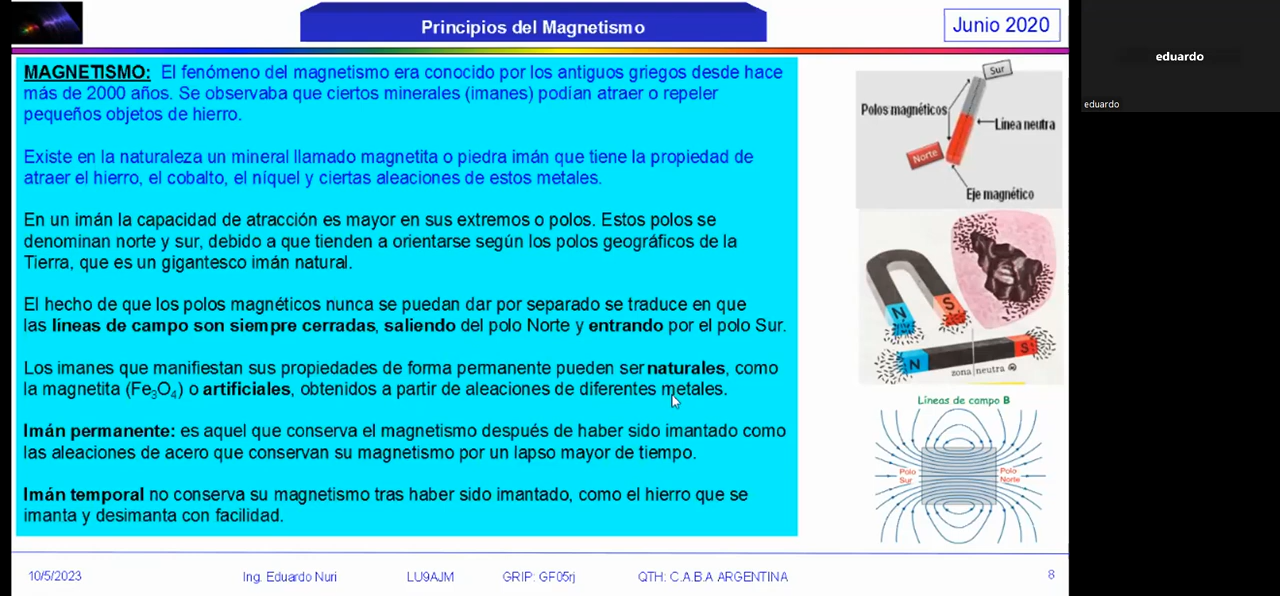 Principios del Magnetismo
Junio 2020
MAGNETISMO: El fenómeno del magnetismo era conocido por los antiguos griegos desde hace
más de 2000 años. Se observaba que ciertos minerales (imanes) podían atraer o repeler
pequeños objetos de hierro.
Existe en la naturaleza un mineral llamado magnetita o piedra imán que tiene la propiedad de
atraer el hierro, el cobalto, el níquel y ciertas aleaciones de estos metales.
En un imán la capacidad de atracción es mayor en sus extremos o polos. Estos polos se
denominan norte y sur, debido a que tienden a orientarse según los polos geográficos de la
Tierra, que es un gigantesco imán natural.
El hecho de que los polos magnéticos nunca se puedan dar por separado se traduce en que
las líneas de campo son siempre cerradas, saliendo del polo Norte y entrando por el polo Sur.
Los imanes que manifiestan sus propiedades de forma permanente pueden ser naturales, como
la magnetita (Fe₃O₄) o artificiales, obtenidos a partir de aleaciones de diferentes metales.
Imán permanente: es aquel que conserva el magnetismo después de haber sido imantado como
las aleaciones de acero que conservan su magnetismo por un lapso mayor de tiempo.
Imán temporal no conserva su magnetismo tras haber sido imantado, como el hierro que se
imanta y desimanta con facilidad.
Sur
Polos magnéticos
Línea neutra
Norte
Eje magnético
N
S
N
S
zona neutra
Líneas de campo B
Polo
Sur
Polo
Norte
10/5/2023
Ing. Eduardo Nuri
LU9AJM
GRIP: GF05rj
QTH: C.A.B.A ARGENTINA
8
eduardo
eduardo